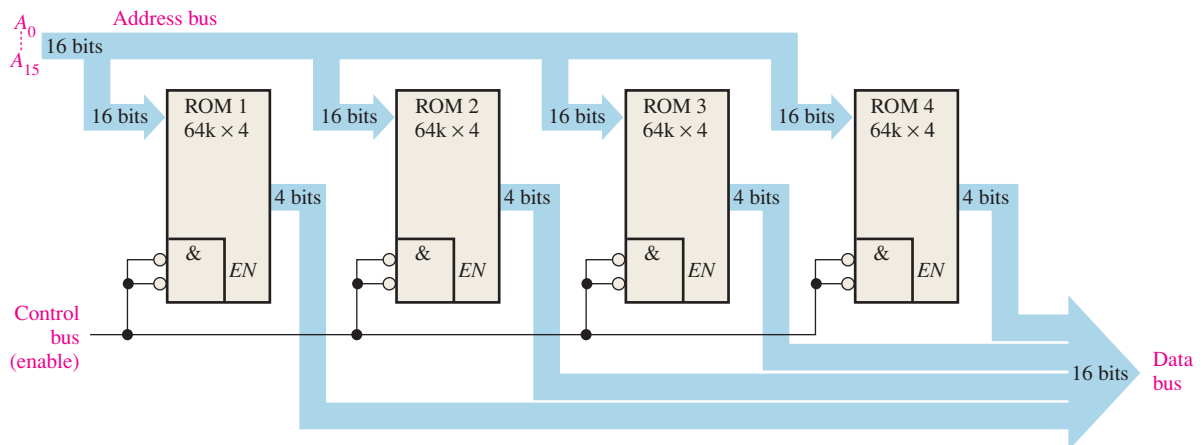 Address bus
A0
A15
16 bits
16 bits
16 bits
16 bits
16 bits
ROM 1
64k × 4
ROM 2
64k × 4
ROM 3
64k × 4
ROM 4
64k × 4
4 bits
4 bits
4 bits
4 bits
&
EN
&
EN
&
EN
&
EN
Control
bus
(enable)
16 bits
Data
bus